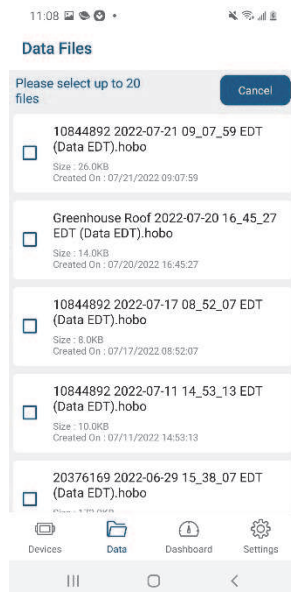 11:08
Data Files
Please select up to 20
files
Cancel
10844892 2022-07-21 09_07_59 EDT
(Data EDT).hobo
Size : 26.0KB
Created On : 07/21/2022 09:07:59
Greenhouse Roof 2022-07-20 16_45_27
EDT (Data EDT).hobo
Size : 14.0KB
Created On : 07/20/2022 16:45:27
10844892 2022-07-17 08_52_07 EDT
(Data EDT).hobo
Size : 8.0KB
Created On : 07/17/2022 08:52:07
10844892 2022-07-11 14_53_13 EDT
(Data EDT).hobo
Size : 10.0KB
Created On : 07/11/2022 14:53:13
20376169 2022-06-29 15_38_07 EDT
(Data EDT).hobo
Devices
Data
Dashboard
Settings